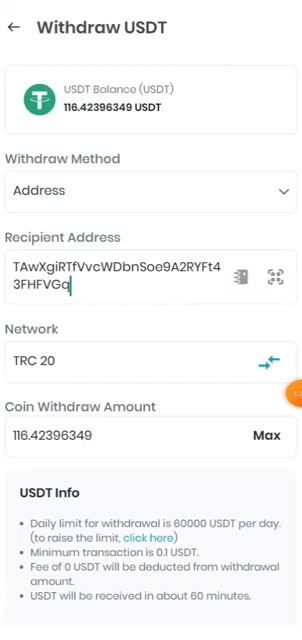 Withdraw USDT
USDT Balance (USDT)
116.42396349 USDT
Withdraw Method
Address
Recipient Address
TAwXgiRTfVvcWDbnSoe9A2RYFt4
3FHFVGq
Network
TRC 20
Coin Withdraw Amount
116.42396349
Max
USDT Info
• Daily limit for withdrawal is 60000 USDT per day.
(to raise the limit, click here)
• Minimum transaction is 0.1 USDT.
• Fee of 0 USDT will be deducted from withdrawal
amount.
• USDT will be received in about 60 minutes.